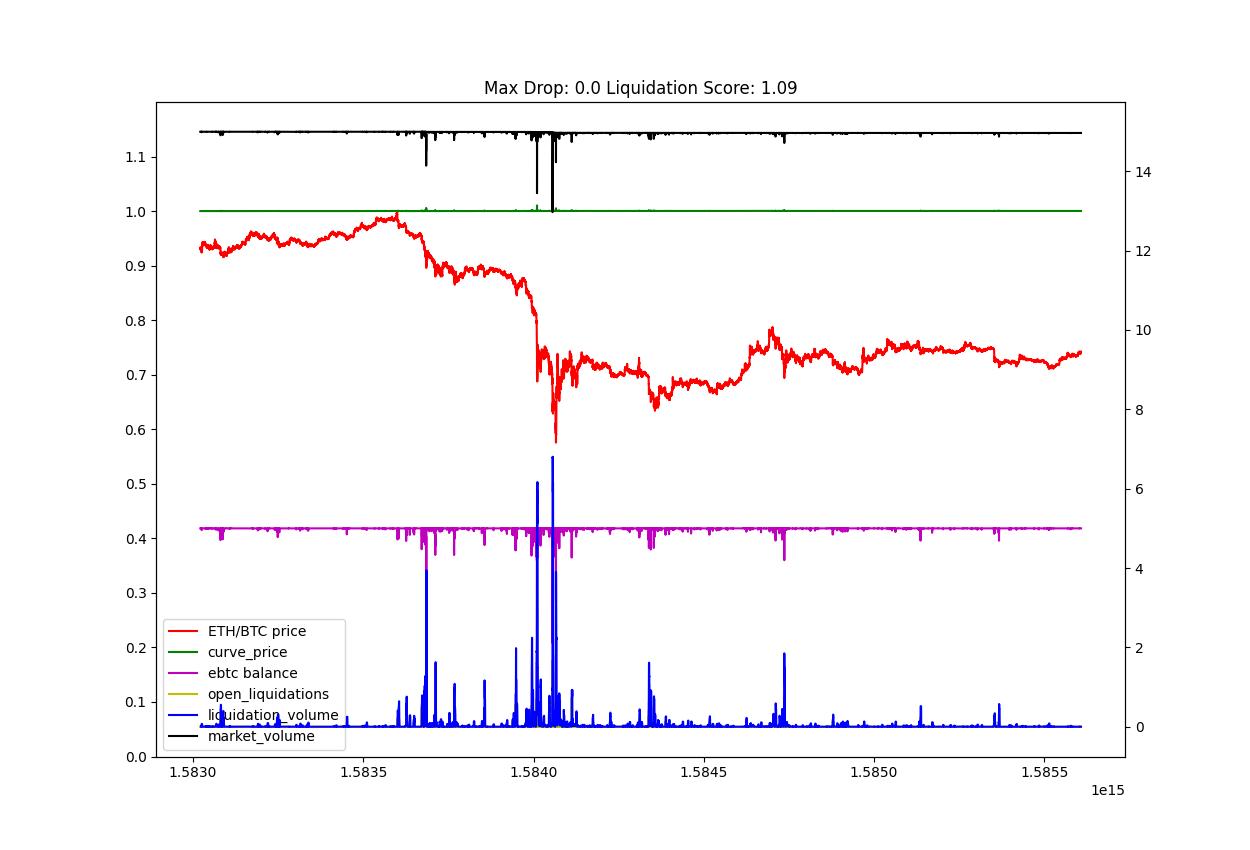 Max Drop: 0.0 Liquidation Score: 1.09
1.1
1.0
0.9
0.8
0.7
0.6
0.5
0.4
0.3
0.2
0.1
0.0
14
12
10
8
6
4
2
0
ETH/BTC price
curve_price
ebtc balance
open_liquidations
liquidation_volume
market_volume
1.5830 1.5835 1.5840 1.5845 1.5850 1.5855
1e15